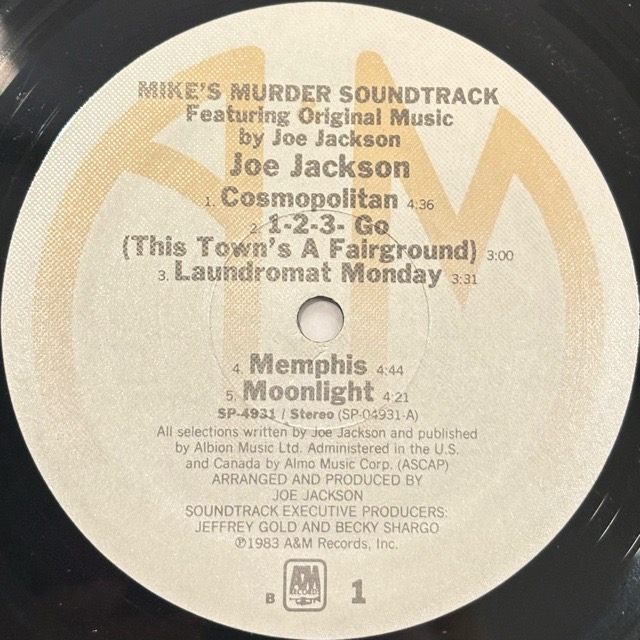 MIKE'S MURDER SOUNDTRACK
Featuring Original Music
by Joe Jackson
Joe Jackson
1. Cosmopolitan 4:36
2. 1-2-3- Go
(This Town's A Fairground) 3:00
3. Laundromat Monday 3:31
4. Memphis 4:44
5. Moonlight 4:21
SP-4931 / Stereo (SP-04931-A)
All selections written by Joe Jackson and published
by Albion Music Ltd. Administered in the U.S.
and Canada by Almo Music Corp. (ASCAP)
ARRANGED AND PRODUCED BY
JOE JACKSON
SOUNDTRACK EXECUTIVE PRODUCERS:
JEFFREY GOLD AND BECKY SHARGO
℗1983 A&M Records, Inc.
B A&M RECORDS 1